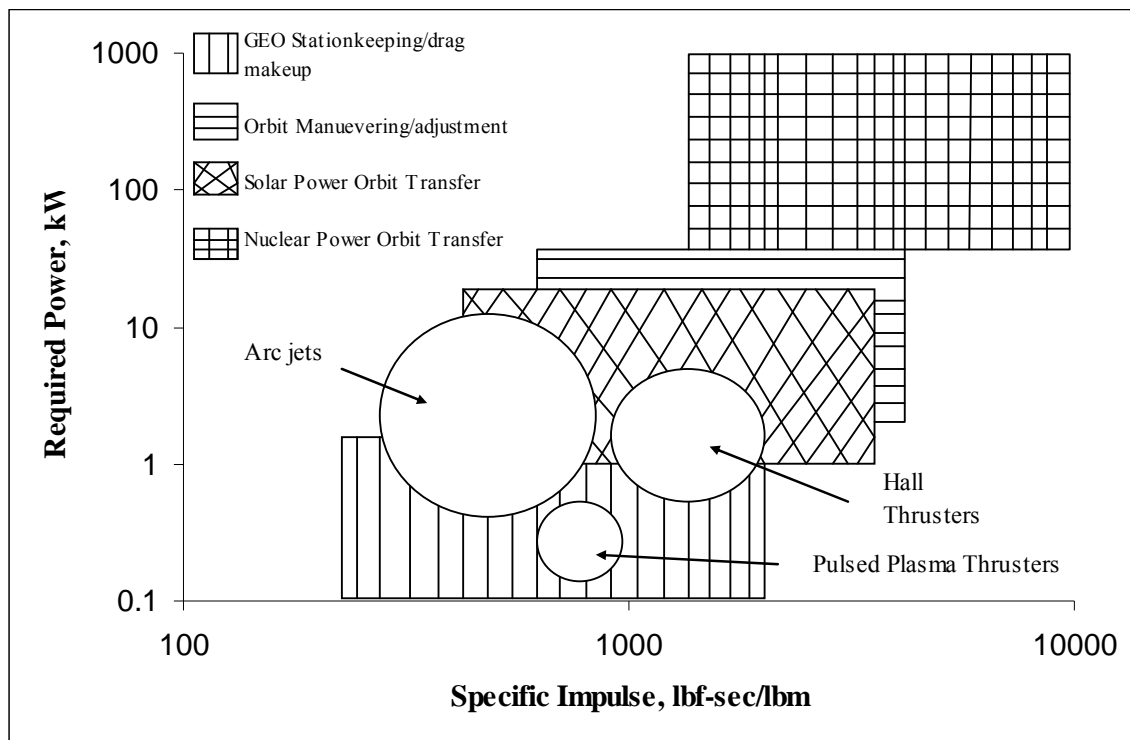 GEO Stationkeeping/drag
makeup
Orbit Manuevering/adjustment
Solar Power Orbit Transfer
Nuclear Power Orbit Transfer
1000
100
10
1
0.1
Required Power, kW
Arc jets
Hall
Thrusters
Pulsed Plasma Thrusters
100
1000
10000
Specific Impulse, lbf-sec/lbm